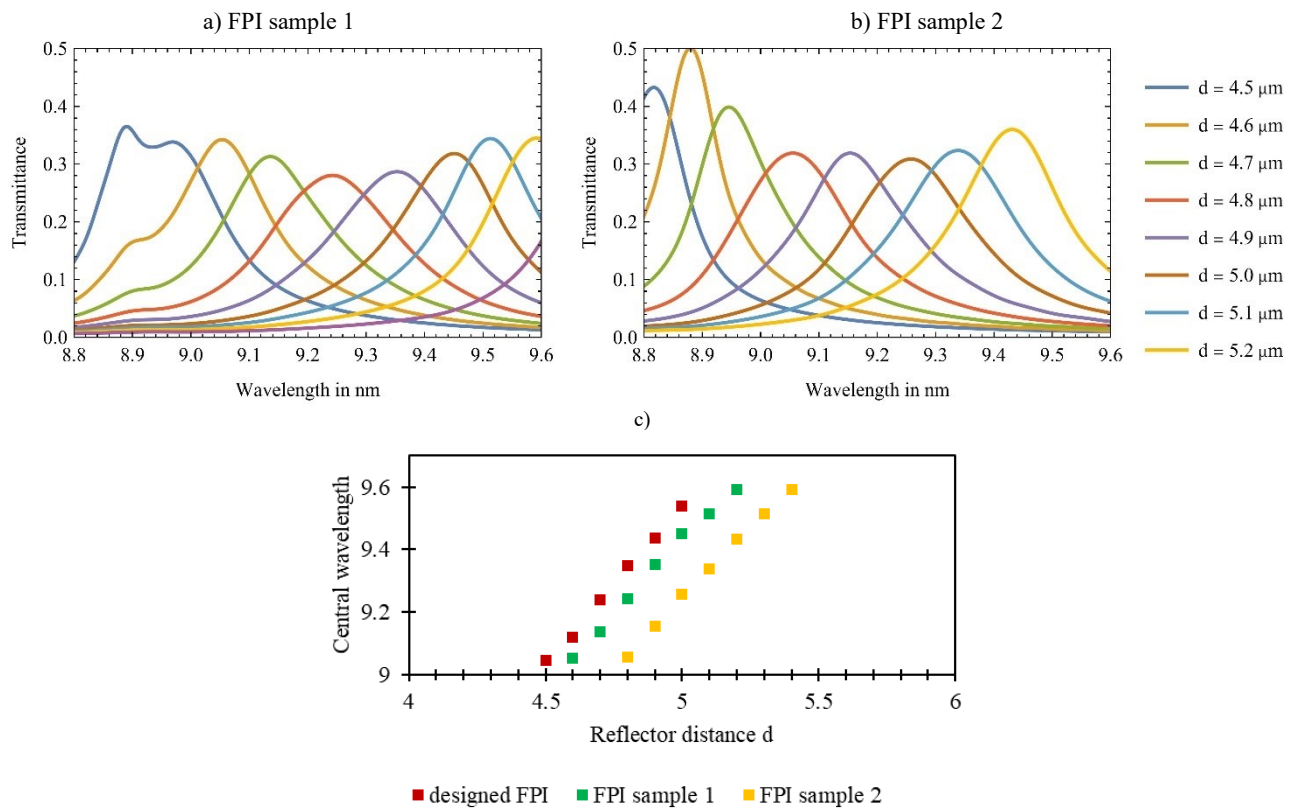 a) FPI sample 1
b) FPI sample 2
0.5
0.4
0.3
0.2
0.1
0.0
Transmittance
8.8 8.9 9.0 9.1 9.2 9.3 9.4 9.5 9.6
Wavelength in nm
0.5
0.4
0.3
0.2
0.1
0.0
Transmittance
8.8 8.9 9.0 9.1 9.2 9.3 9.4 9.5 9.6
Wavelength in nm
d = 4.5 μm
d = 4.6 μm
d = 4.7 μm
d = 4.8 μm
d = 4.9 μm
d = 5.0 μm
d = 5.1 μm
d = 5.2 μm
c)
Central wavelength
9.6
9.4
9.2
9
4 4.5 5 5.5 6
Reflector distance d
designed FPI FPI sample 1 FPI sample 2